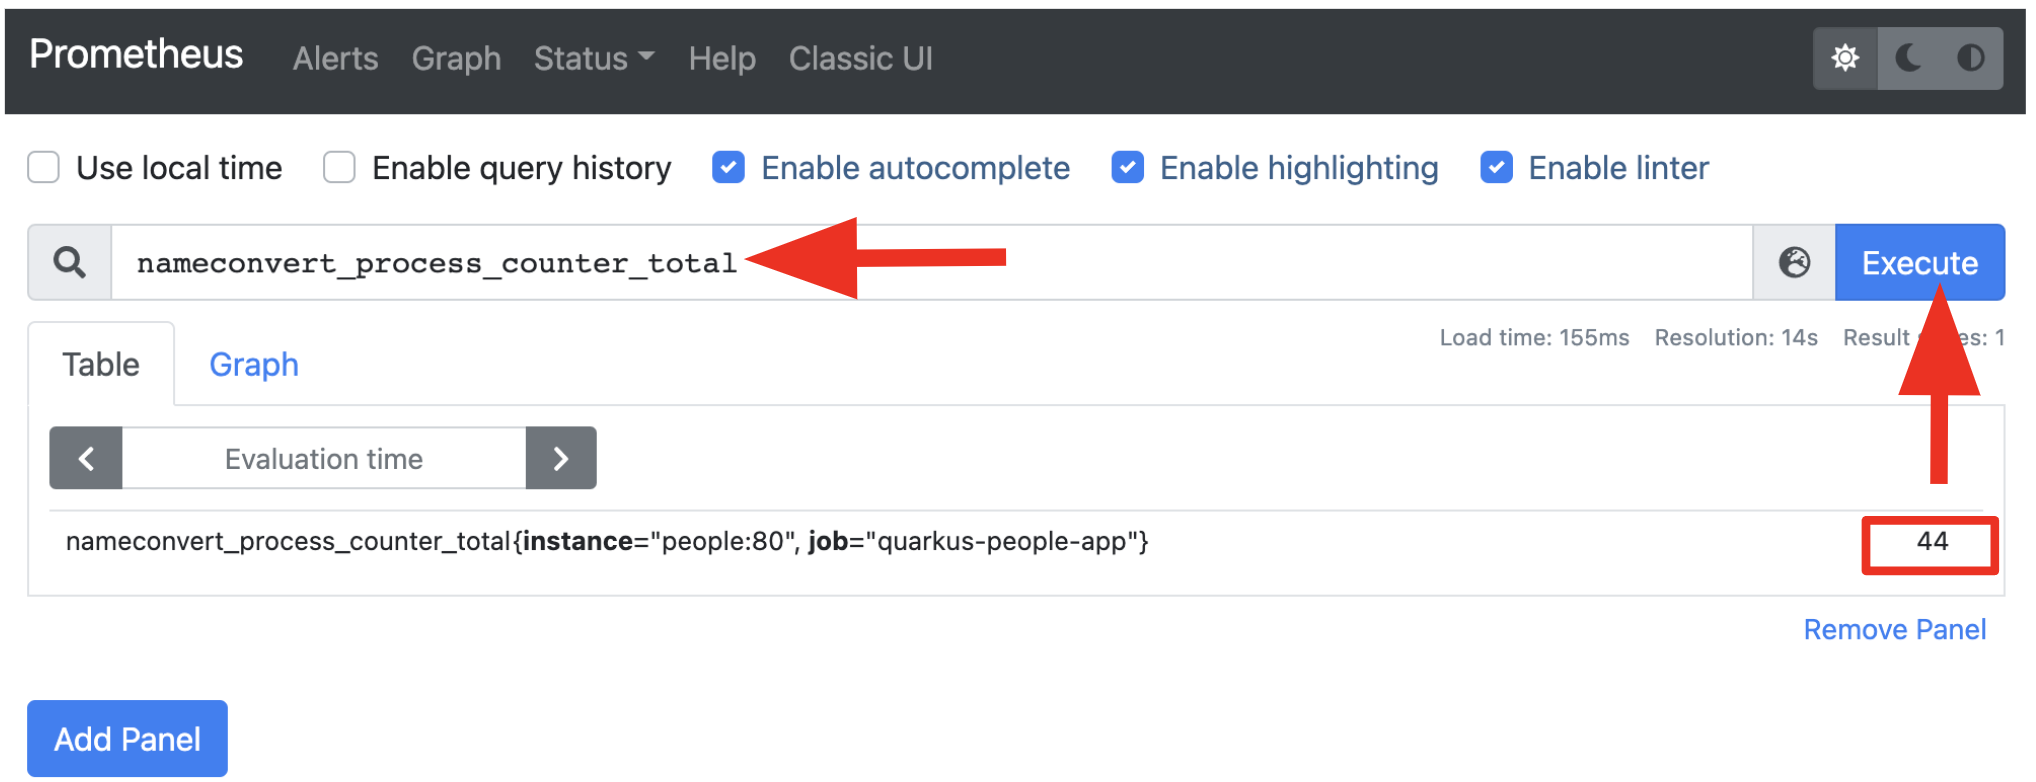 Prometheus Alerts Graph Status Help Classic UI
Use local time Enable query history Enable autocomplete Enable highlighting Enable linter
nameconvert_process_counter_total Execute
Load time: 155ms Resolution: 14s Result : 1
Table Graph
Evaluation time
nameconvert_process_counter_total{instance="people:80", job="quarkus-people-app"} 44
Remove Panel
Add Panel